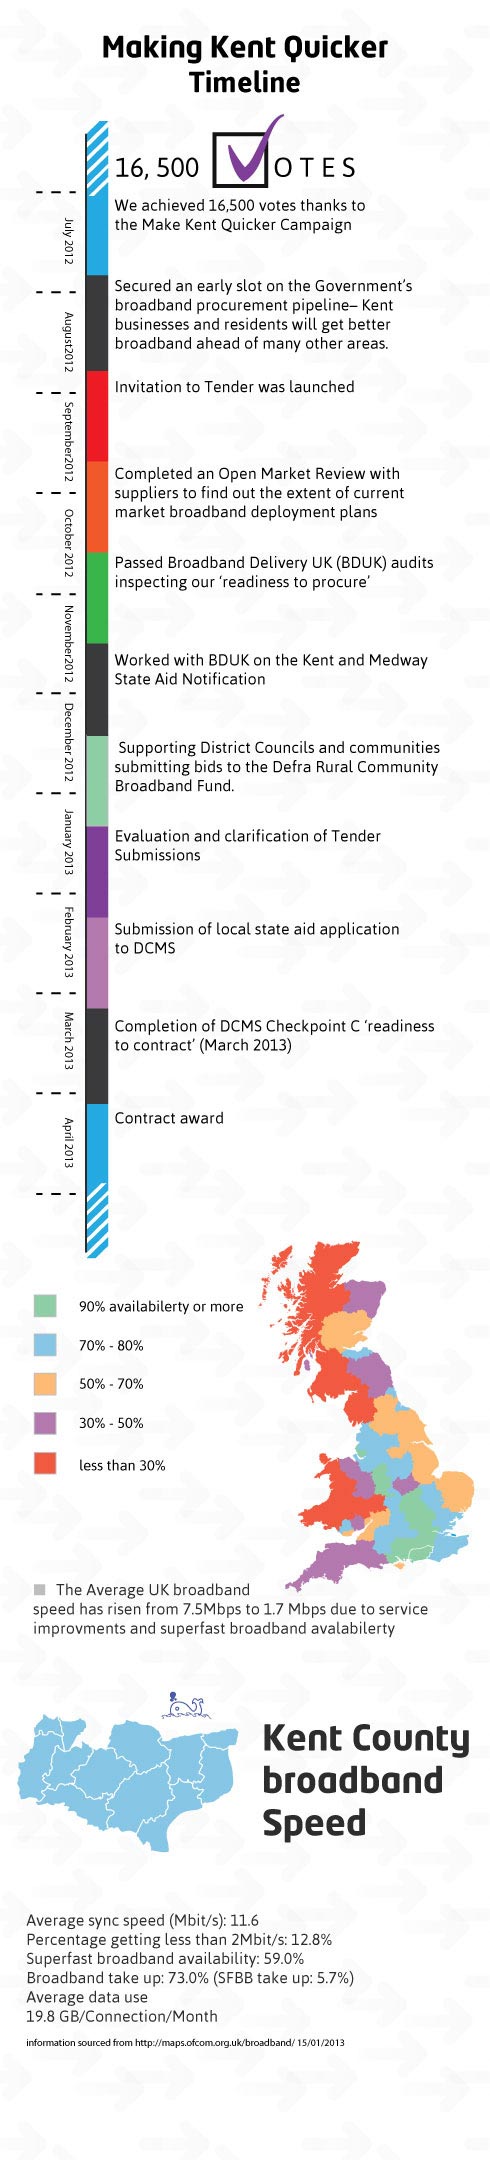 Making Kent Quicker
Timeline
16, 500 VOTES
We achieved 16,500 votes thanks to
the Make Kent Quicker Campaign
July 2012
Secured an early slot on the Government's
broadband procurement pipeline– Kent
businesses and residents will get better
broadband ahead of many other areas.
August2012
Invitation to Tender was launched
September2012
Completed an Open Market Review with
suppliers to find out the extent of current
market broadband deployment plans
October 2012
Passed Broadband Delivery UK (BDUK) audits
inspecting our ‘readiness to procure’
November2012
Worked with BDUK on the Kent and Medway
State Aid Notification
December 2012
Supporting District Councils and communities
submitting bids to the Defra Rural Community
Broadband Fund.
January 2013
Evaluation and clarification of Tender
Submissions
February 2013
Submission of local state aid application
to DCMS
March 2013
Completion of DCMS Checkpoint C ‘readiness
to contract’ (March 2013)
April 2013
Contract award
90% availabilerty or more
70% - 80%
50% - 70%
30% - 50%
less than 30%
The Average UK broadband
speed has risen from 7.5Mbps to 1.7 Mbps due to service
improvments and superfast broadband avalabilerty
Kent County
broadband
Speed
Average sync speed (Mbit/s): 11.6
Percentage getting less than 2Mbit/s: 12.8%
Superfast broadband availability: 59.0%
Broadband take up: 73.0% (SFBB take up: 5.7%)
Average data use
19.8 GB/Connection/Month
information sourced from http://maps.ofcom.org.uk/broadband/ 15/01/2013